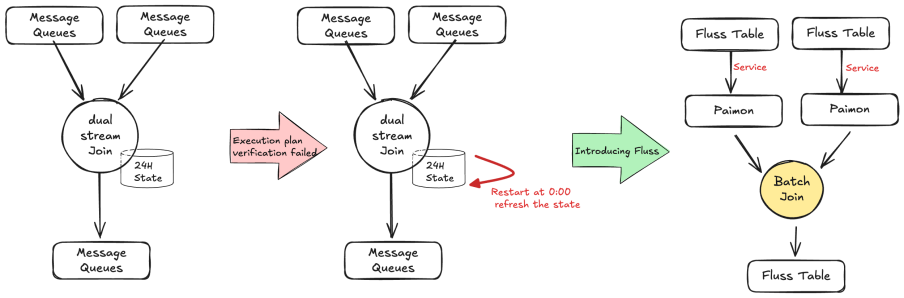 Message
Queues
Message
Queues
dual
stream
Join
24H
State
Message
Queues
Execution plan
verification failed
Message
Queues
Message
Queues
dual
stream
Join
24H
State
Restart at 0:00
refresh the state
Message
Queues
Introducing Fluss
Fluss Table
Fluss Table
Service
Service
Paimon
Paimon
Batch
Join
Fluss Table